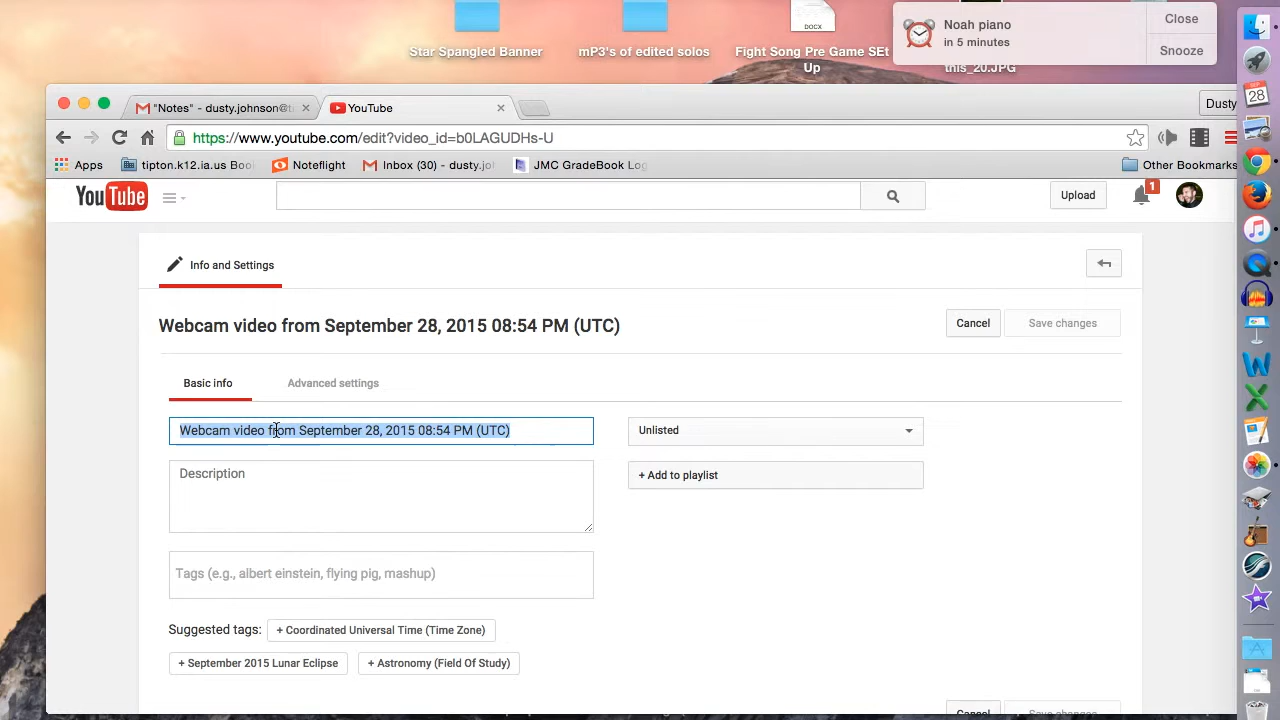 Star Spangled Banner
mP3's of edited solos
DOCX
Fight Song Pre Game SEt
Up
this_20.JPG
Noah piano
in 5 minutes
Close
Snooze
SEP
28
"Notes" - dusty.johnson@t
YouTube
Dusty
https://www.youtube.com/edit?video_id=b0LAGUDHs-U
Apps
tipton.k12.ia.us Boo
Noteflight
Inbox (30) - dusty.jo
JMC GradeBook Log
Other Bookmarks
YouTube
Upload
1
Info and Settings
Webcam video from September 28, 2015 08:54 PM (UTC)
Cancel
Save changes
Basic info
Advanced settings
Webcam video from September 28, 2015 08:54 PM (UTC)
Unlisted
Description
+ Add to playlist
Tags (e.g., albert einstein, flying pig, mashup)
Suggested tags:
+ Coordinated Universal Time (Time Zone)
+ September 2015 Lunar Eclipse
+ Astronomy (Field Of Study)
Cancel
Save changes